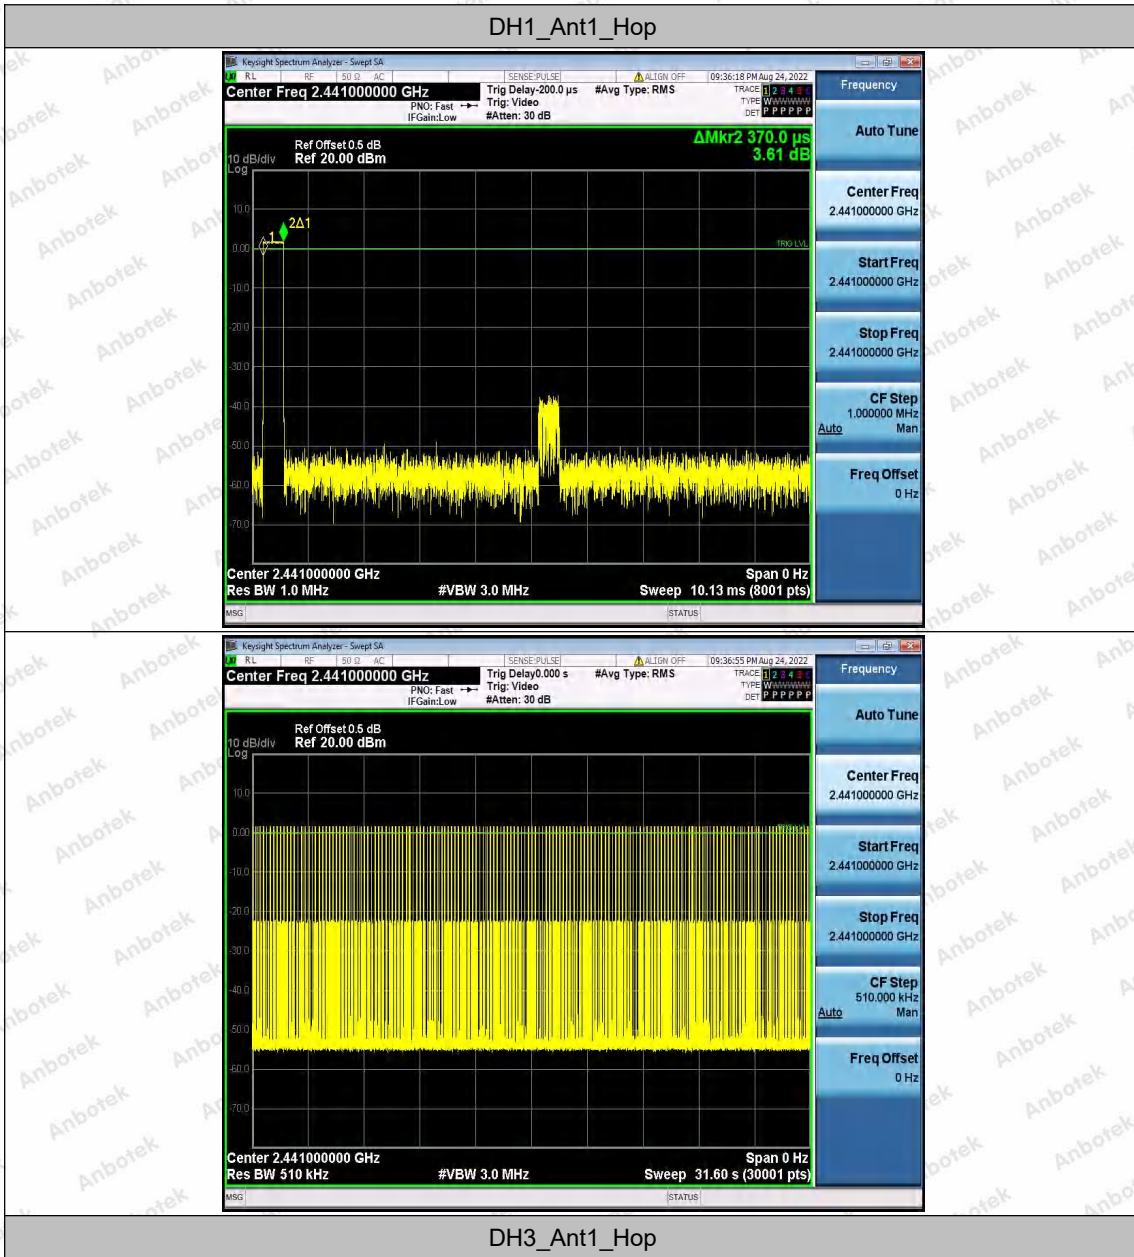 DH1_Ant1_Hop
Keysight Spectrum Analyzer - Swept SA
RL RF 50 Ω AC SENSE:PULSE ALIGN OFF 09:36:18 PM Aug 24, 2022
Center Freq 2.441000000 GHz
PNO: Fast
IFGain:Low
Trig Delay-200.0 µs
Trig: Video
#Atten: 30 dB
#Avg Type: RMS
TRACE 1 2 3 4 5 6
TYPE WWWWWW
DET P P P P P P
Ref Offset 0.5 dB
10 dB/div Ref 20.00 dBm
Log
ΔMkr2 370.0 µs
3.61 dB
10.0
0.00
-10.0
-20.0
-30.0
-40.0
-50.0
-60.0
-70.0
1
2Δ1
TRIG LVL
Center 2.441000000 GHz Span 0 Hz
Res BW 1.0 MHz #VBW 3.0 MHz Sweep 10.13 ms (8001 pts)
MSG STATUS
Frequency
Auto Tune
Center Freq
2.441000000 GHz
Start Freq
2.441000000 GHz
Stop Freq
2.441000000 GHz
CF Step
1.000000 MHz
Auto Man
Freq Offset
0 Hz
Keysight Spectrum Analyzer - Swept SA
RL RF 50 Ω AC SENSE:PULSE ALIGN OFF 09:36:55 PM Aug 24, 2022
Center Freq 2.441000000 GHz
PNO: Fast
IFGain:Low
Trig Delay0.000 s
Trig: Video
#Atten: 30 dB
#Avg Type: RMS
TRACE 1 2 3 4 5 6
TYPE WWWWWW
DET P P P P P P
Ref Offset 0.5 dB
10 dB/div Ref 20.00 dBm
Log
10.0
0.00
-10.0
-20.0
-30.0
-40.0
-50.0
-60.0
-70.0
Center 2.441000000 GHz Span 0 Hz
Res BW 510 kHz #VBW 3.0 MHz Sweep 31.60 s (30001 pts)
MSG STATUS
Frequency
Auto Tune
Center Freq
2.441000000 GHz
Start Freq
2.441000000 GHz
Stop Freq
2.441000000 GHz
CF Step
510.000 kHz
Auto Man
Freq Offset
0 Hz
DH3_Ant1_Hop
Anbotek